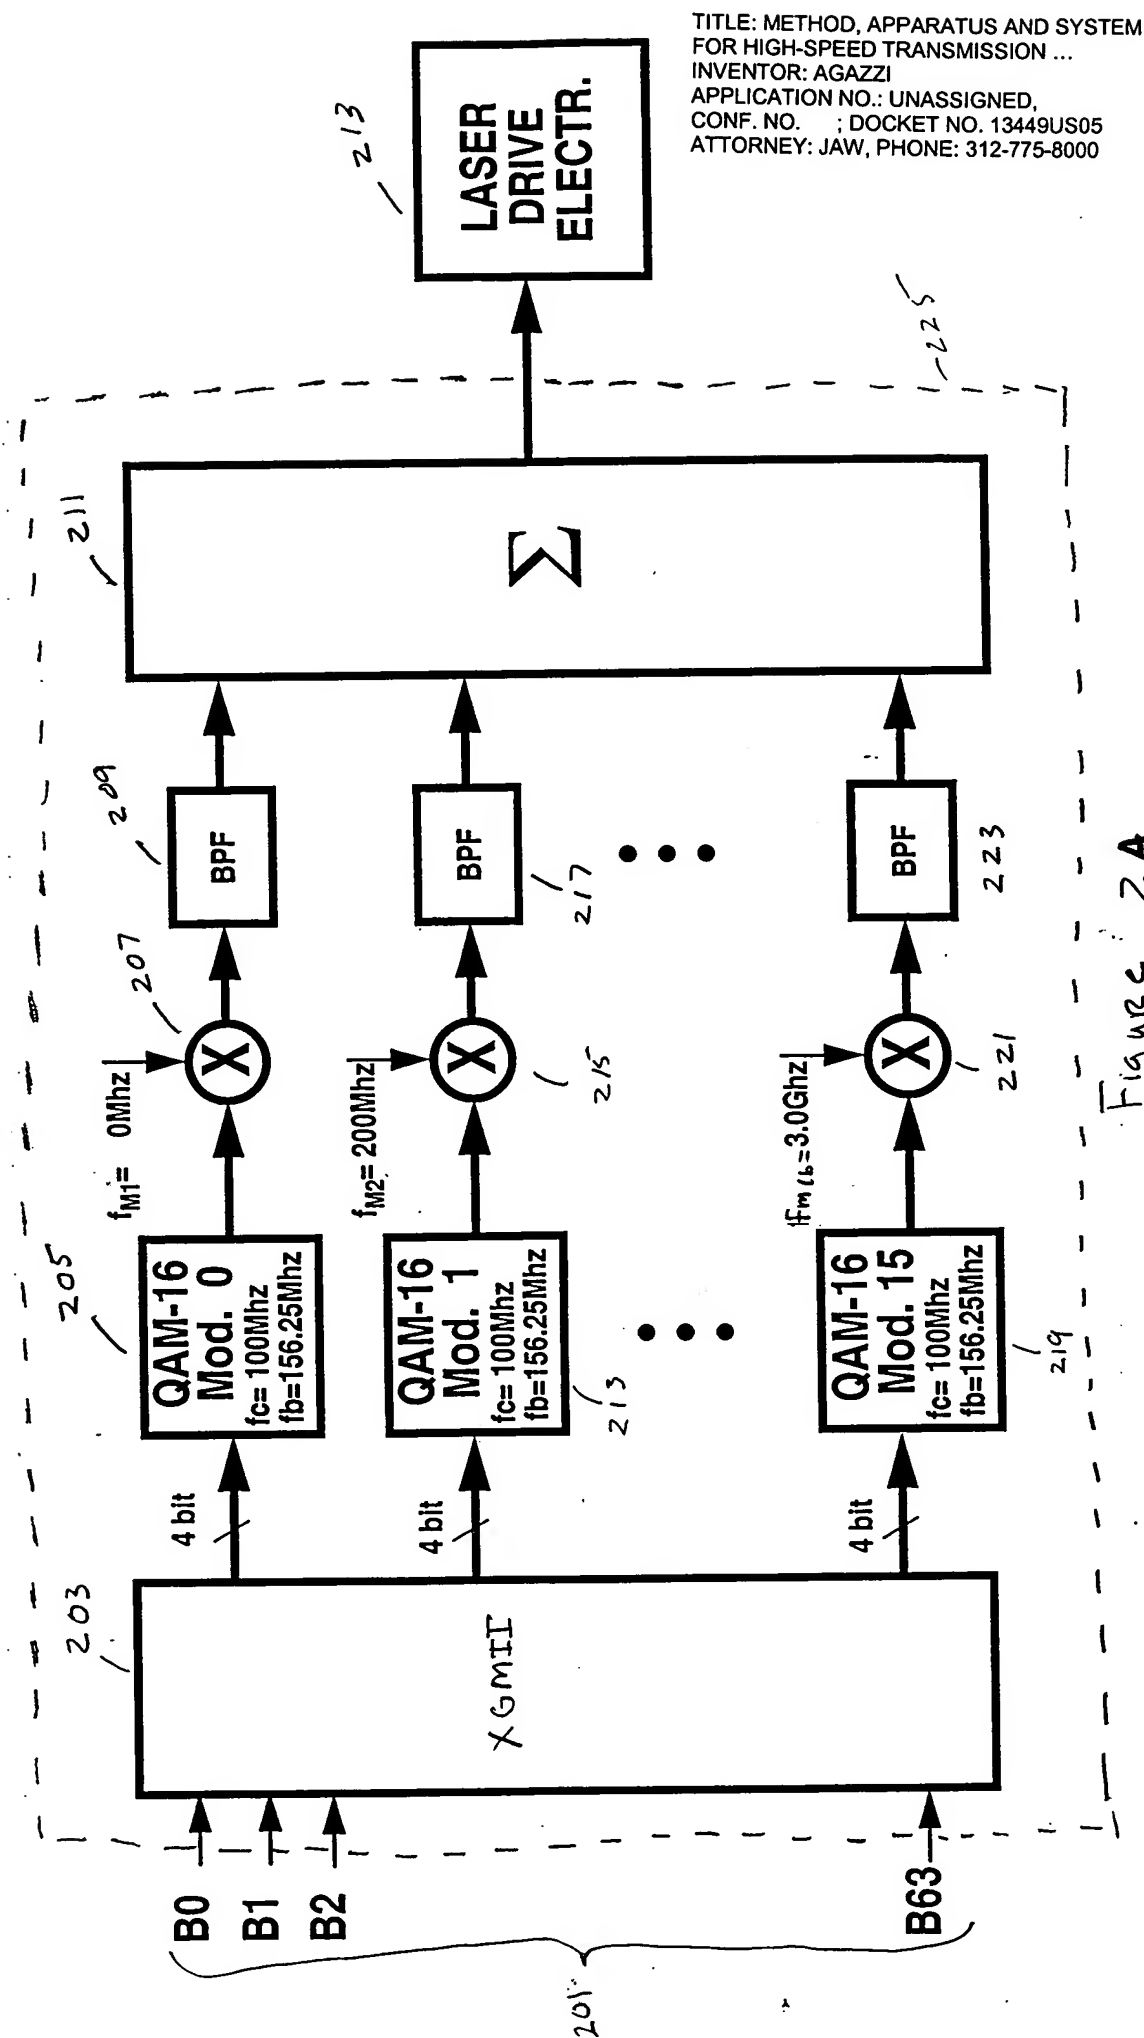 TITLE: METHOD, APPARATUS AND SYSTEM
FOR HIGH-SPEED TRANSMISSION ...
INVENTOR: AGAZZI
APPLICATION NO.: UNASSIGNED,
CONF. NO. ; DOCKET NO. 13449US05
ATTORNEY: JAW, PHONE: 312-775-8000
201
B0
B1
B2
B63
203
XGMII
4 bit
4 bit
4 bit
205
QAM-16
Mod. 0
fc= 100Mhz
fb=156.25Mhz
QAM-16
Mod. 1
fc= 100Mhz
fb=156.25Mhz
213
QAM-16
Mod. 15
fc= 100Mhz
fb=156.25Mhz
219
fM1= 0Mhz
207
X
fM2= 200Mhz
X
215
Fm16=3.0Ghz
X
221
209
BPF
BPF
217
BPF
223
211
Σ
225
213
LASER
DRIVE
ELECTR.
Figure 2A